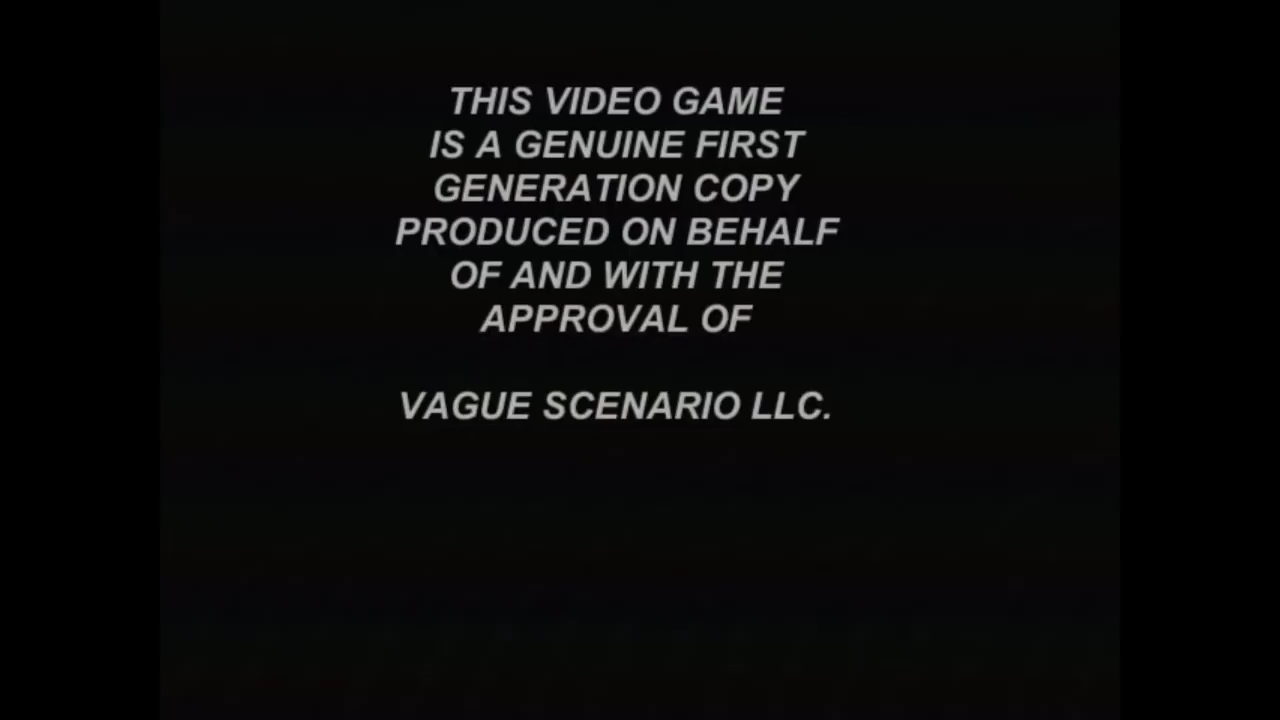 THIS VIDEO GAME
IS A GENUINE FIRST
GENERATION COPY
PRODUCED ON BEHALF
OF AND WITH THE
APPROVAL OF
VAGUE SCENARIO LLC.